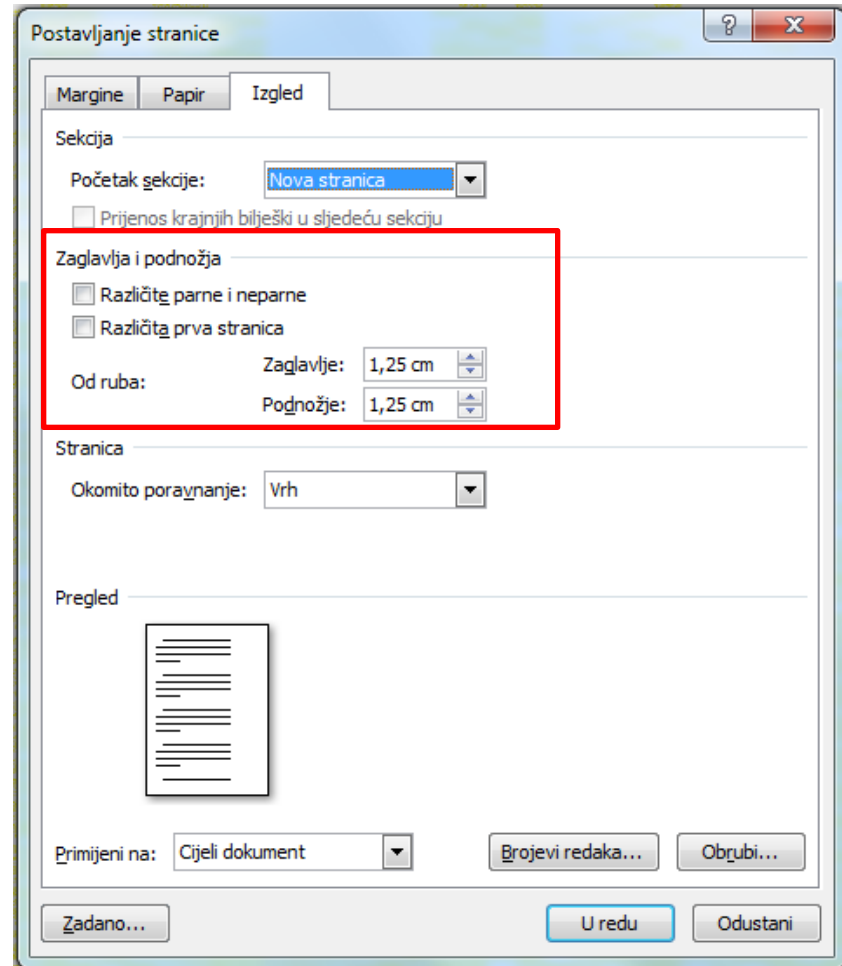 Postavljanje stranice
Margine Papir Izgled
Sekcija
Početak sekcije: Nova stranica
Prijenos krajnjih bilješki u sljedeću sekciju
Zaglavlja i podnožja
Različite parne i neparne
Različita prva stranica
Od ruba:
Zaglavlje: 1,25 cm
Podnožje: 1,25 cm
Stranica
Okomito poravnanje: Vrh
Pregled
Primijeni na: Cijeli dokument Brojevi redaka... Obrubi...
Zadano... U redu Odustani